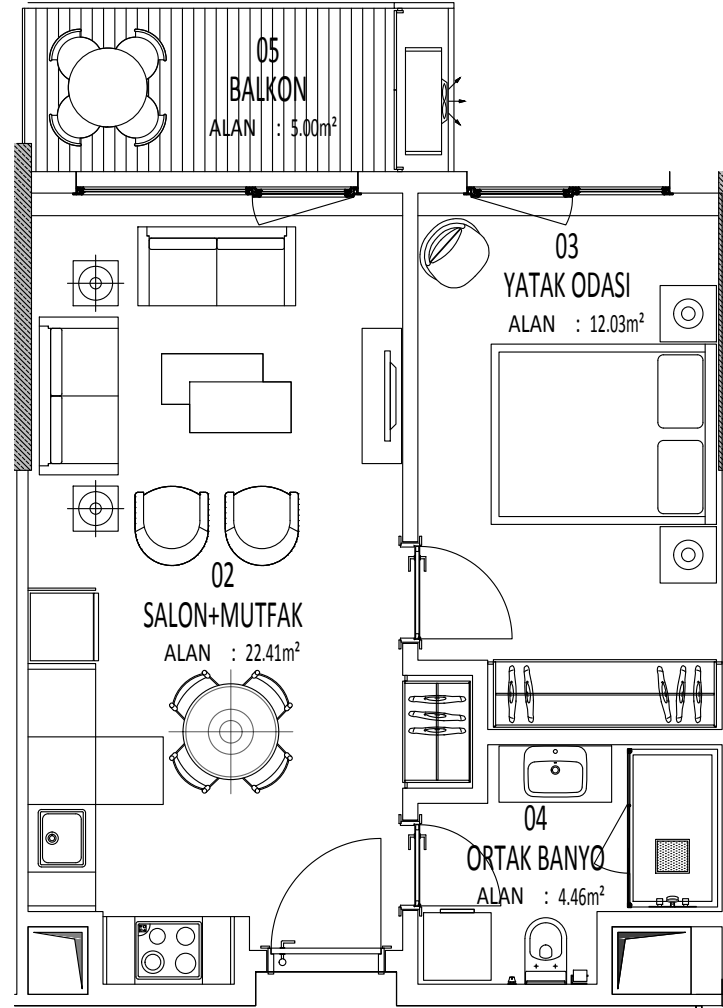 05
BALKON
ALAN : 5.00m²
03
YATAK ODASI
ALAN : 12.03m²
02
SALON+MUTFAK
ALAN : 22.41m²
04
ORTAK BANYO
ALAN : 4.46m²